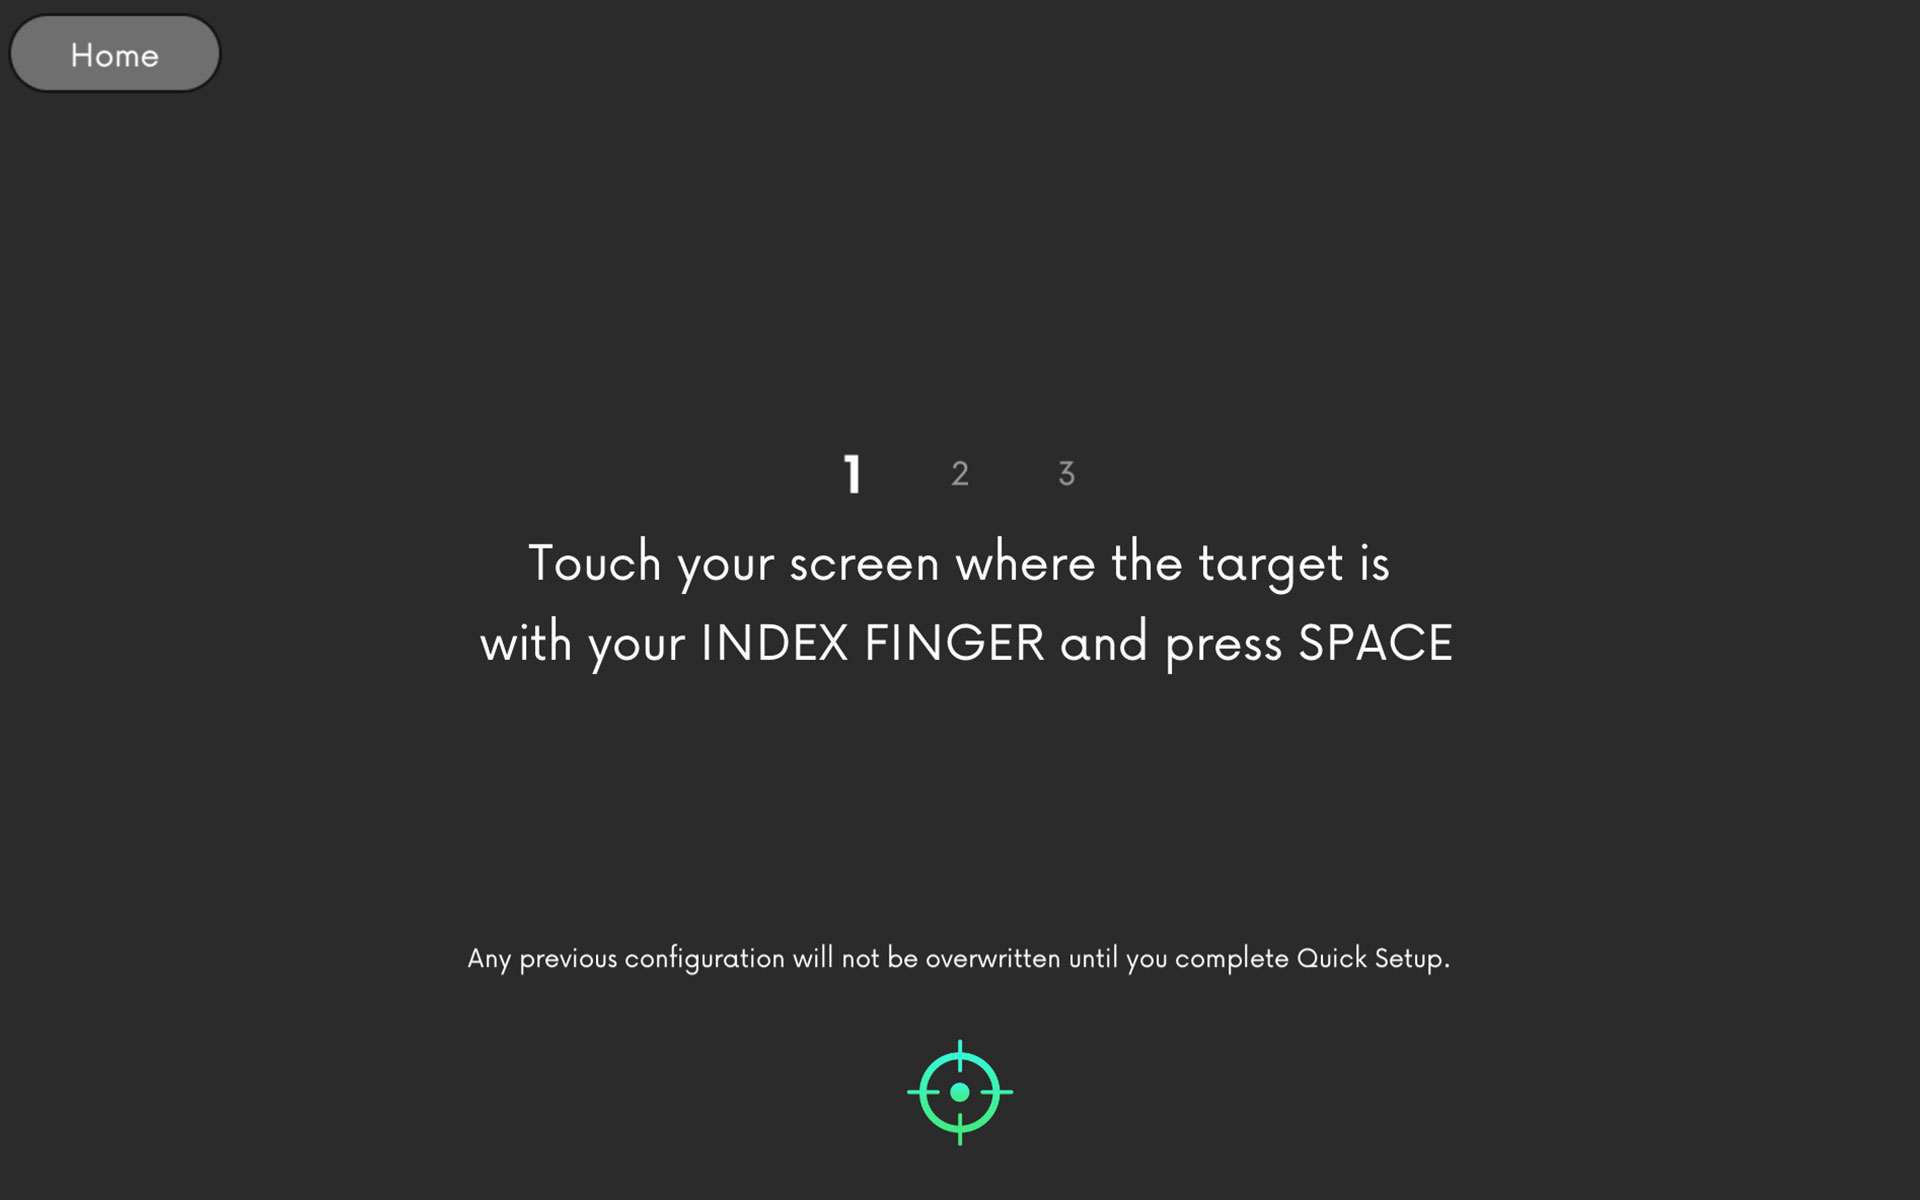 Home
1 2 3
Touch your screen where the target is
with your INDEX FINGER and press SPACE
Any previous configuration will not be overwritten until you complete Quick Setup.